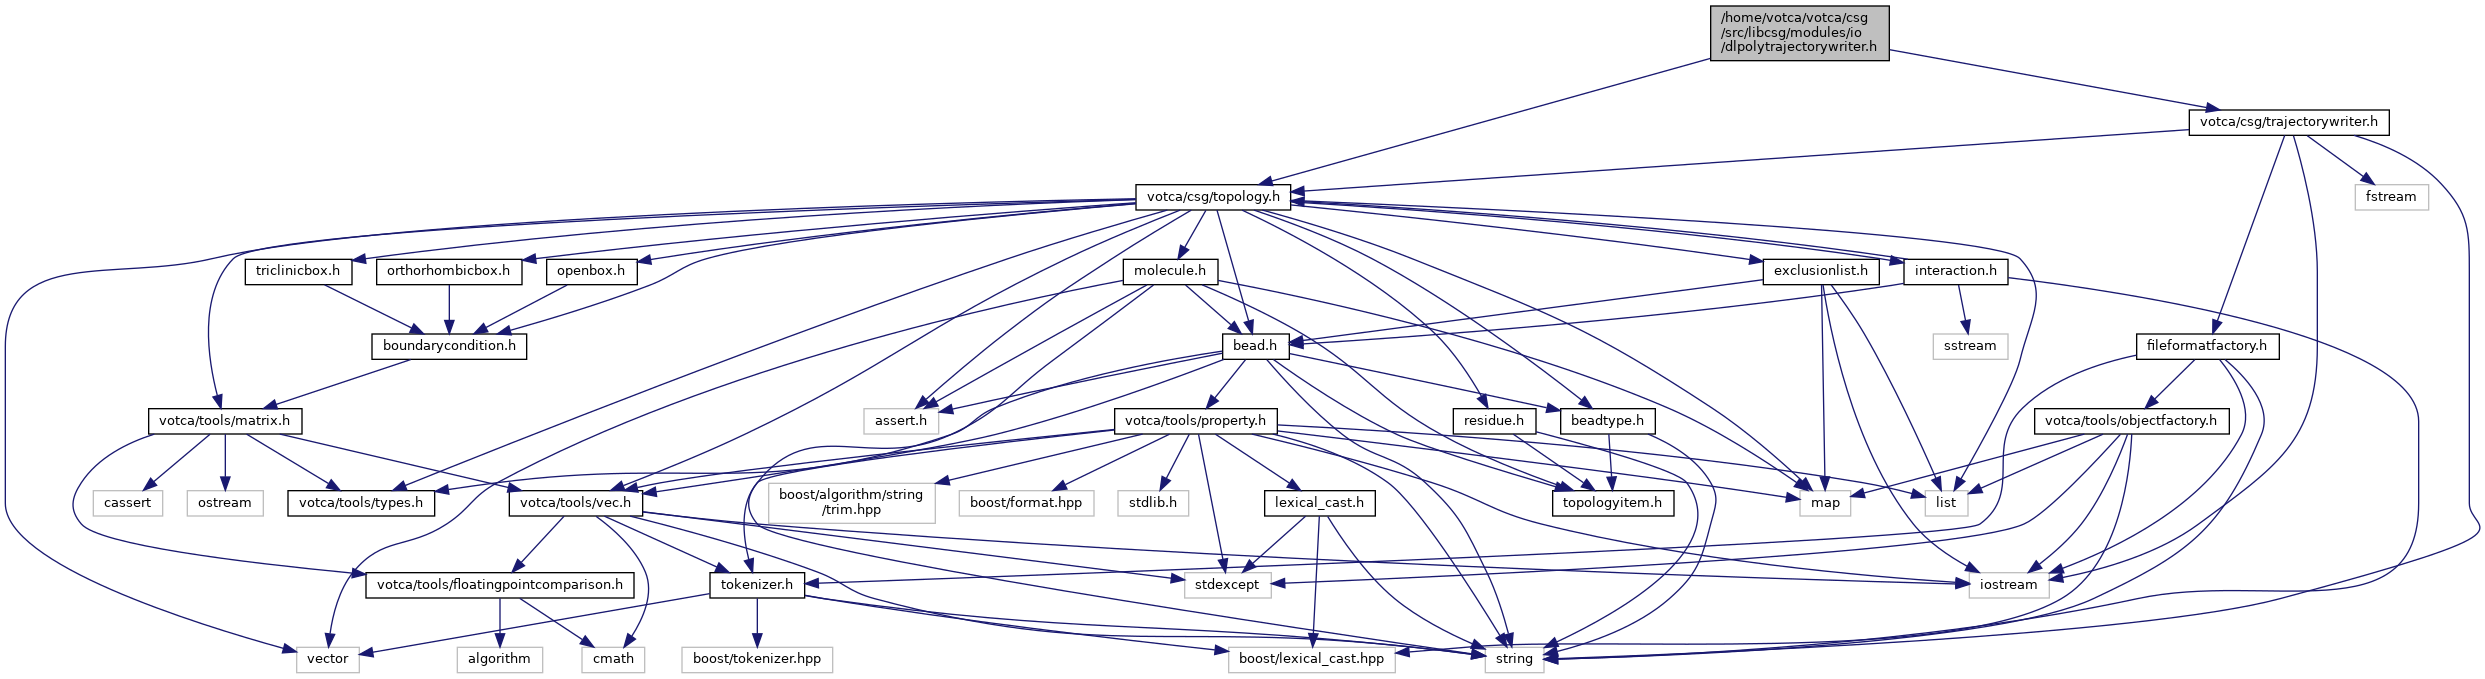 /home/votca/votca/csg
/src/libcsg/modules/io
/dlpolytrajectorywriter.h
votca/csg/trajectorywriter.h
votca/csg/topology.h
fstream
triclinicbox.h
orthorhombicbox.h
openbox.h
molecule.h
exclusionlist.h
interaction.h
boundarycondition.h
bead.h
sstream
fileformatfactory.h
votca/tools/matrix.h
assert.h
votca/tools/property.h
residue.h
beadtype.h
votca/tools/objectfactory.h
cassert
ostream
votca/tools/types.h
votca/tools/vec.h
boost/algorithm/string
/trim.hpp
boost/format.hpp
stdlib.h
lexical_cast.h
topologyitem.h
map
list
votca/tools/floatingpointcomparison.h
tokenizer.h
stdexcept
iostream
vector
algorithm
cmath
boost/tokenizer.hpp
boost/lexical_cast.hpp
string